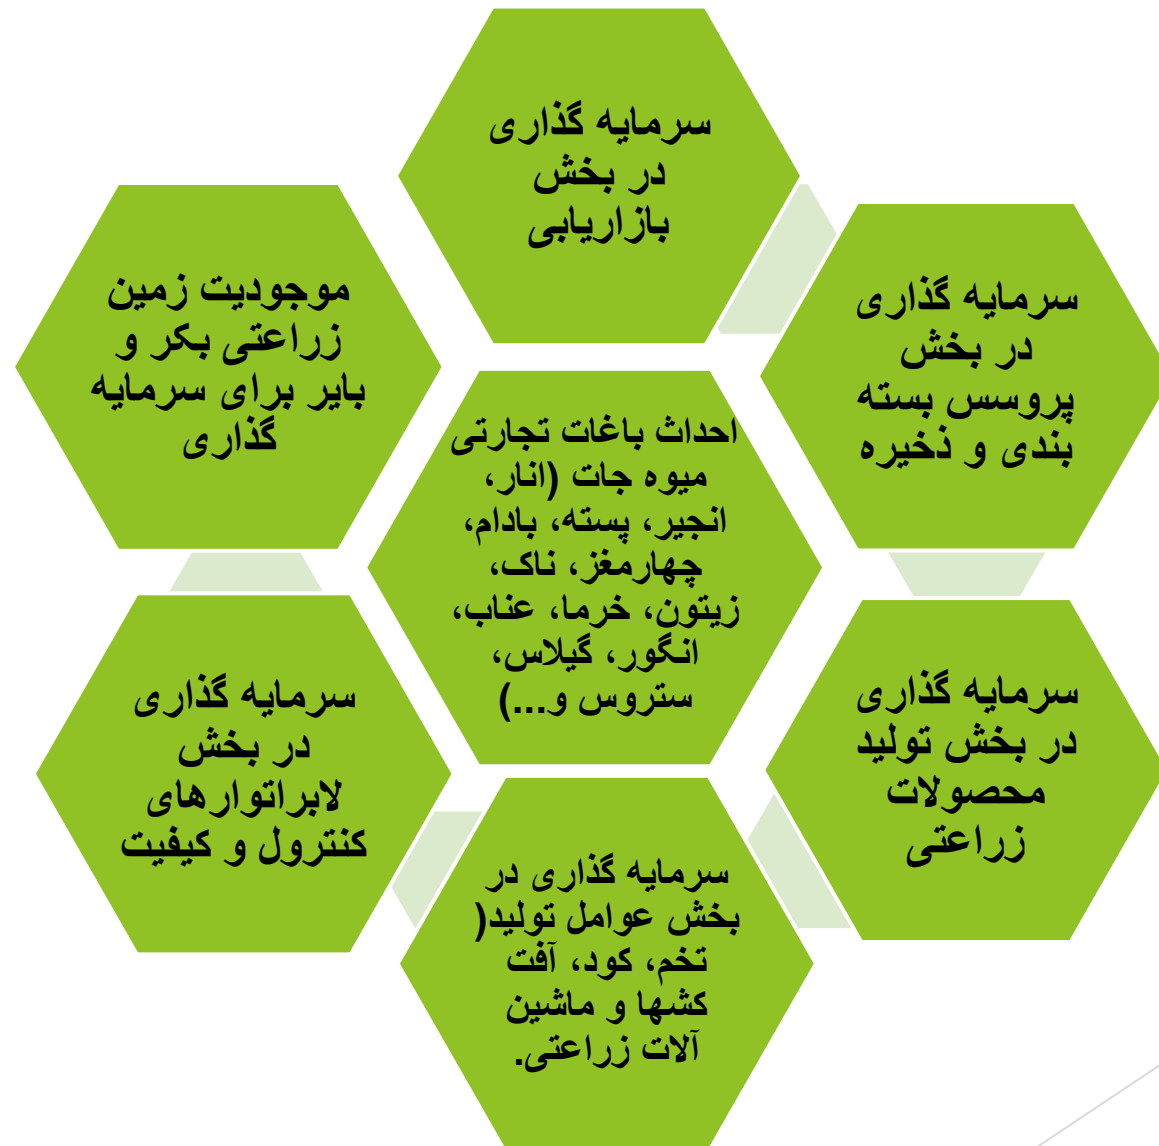 سرمایه گذاری
در بخش
بازاریابی
سرمایه گذاری
در بخش
پروسس بسته
بندی و ذخیره
سرمایه گذاری
در بخش تولید
محصولات
زراعتی
سرمایه گذاری در
بخش عوامل تولید(
تخم، کود، آفت
کشها و ماشین
آلات زراعتی.
سرمایه گذاری
در بخش
لابراتوارهای
کنترول و کیفیت
موجودیت زمین
زراعتی بکر و
بایر برای سرمایه
گذاری
احداث باغات تجارتی
میوه جات (انار،
انجیر، پسته، بادام،
چهارمغز، ناک،
زیتون، خرما، عناب،
انگور، گیلاس،
ستروس و...)